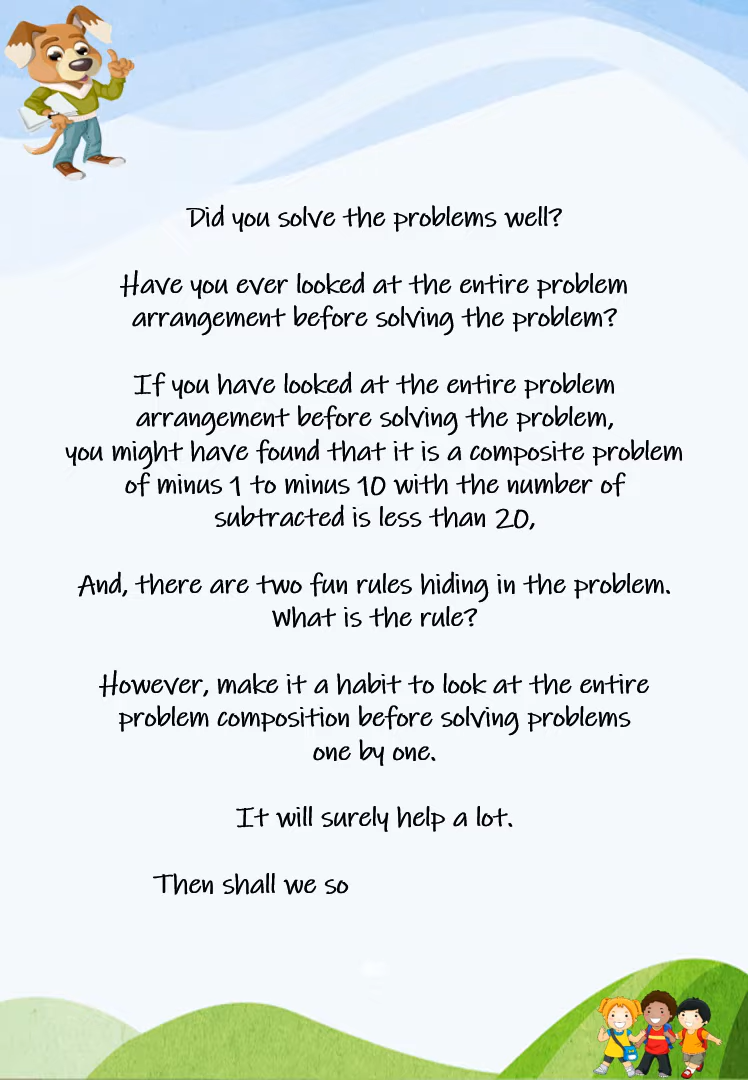 Did you solve the problems well?
Have you ever looked at the entire problem
arrangement before solving the problem?
If you have looked at the entire problem
arrangement before solving the problem,
you might have found that it is a composite problem
of minus 1 to minus 10 with the number of
subtracted is less than 20,
And, there are two fun rules hiding in the problem.
What is the rule?
However, make it a habit to look at the entire
problem composition before solving problems
one by one.
It will surely help a lot.
Then shall we so